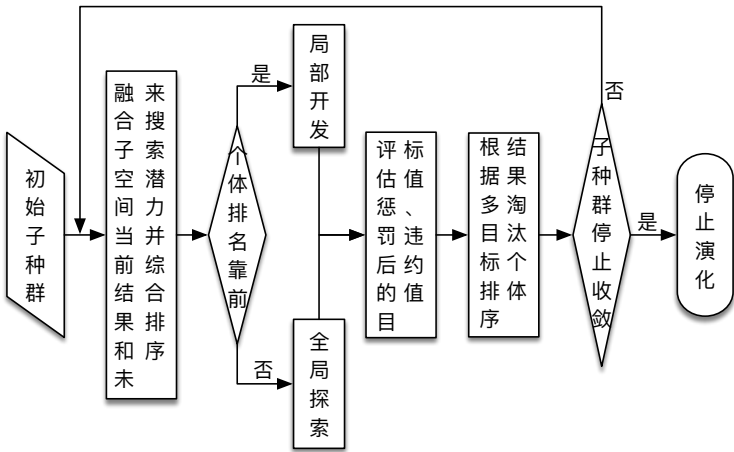 初始子种群
融合子空间当前结果和未
来搜索潜力并综合排序
个体排名靠前
是
局部开发
否
全局探索
评估惩罚后的目
标值、违约值
根据多目标排序
结果淘汰个体
子种群停止收敛
否
是
停止演化